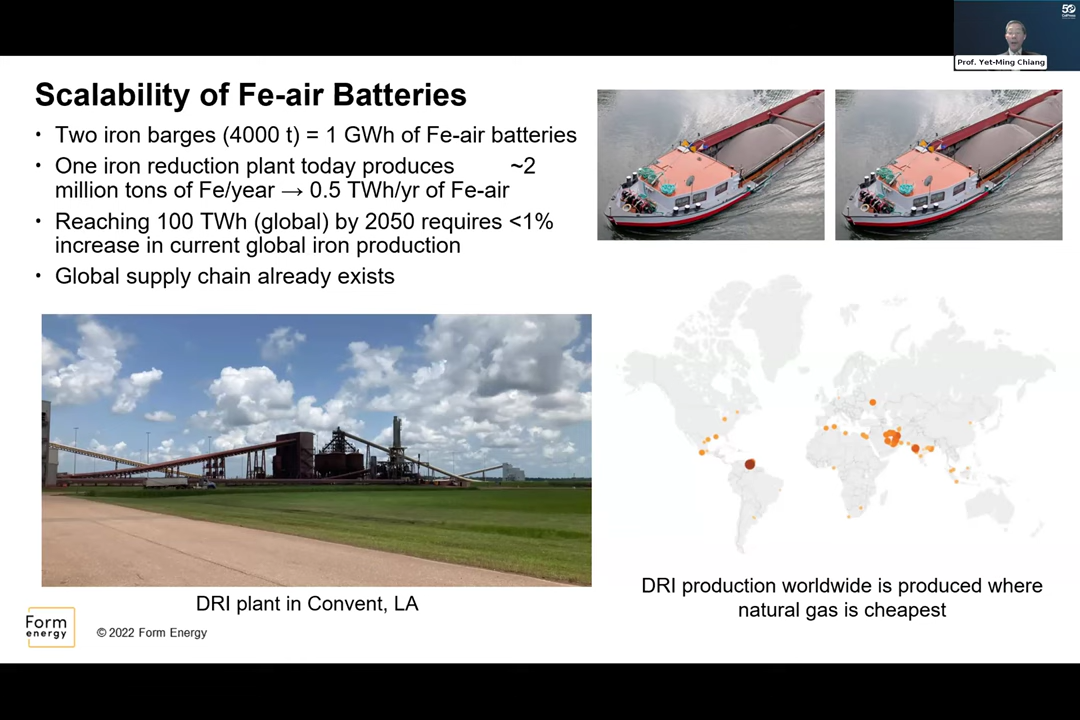 50
Prof. Yet-Ming Chiang
Scalability of Fe-air Batteries
• Two iron barges (4000 t) = 1 GWh of Fe-air batteries
• One iron reduction plant today produces ~2
million tons of Fe/year → 0.5 TWh/yr of Fe-air
• Reaching 100 TWh (global) by 2050 requires <1%
increase in current global iron production
• Global supply chain already exists
DRI plant in Convent, LA
DRI production worldwide is produced where
natural gas is cheapest
Form
energy
© 2022 Form Energy